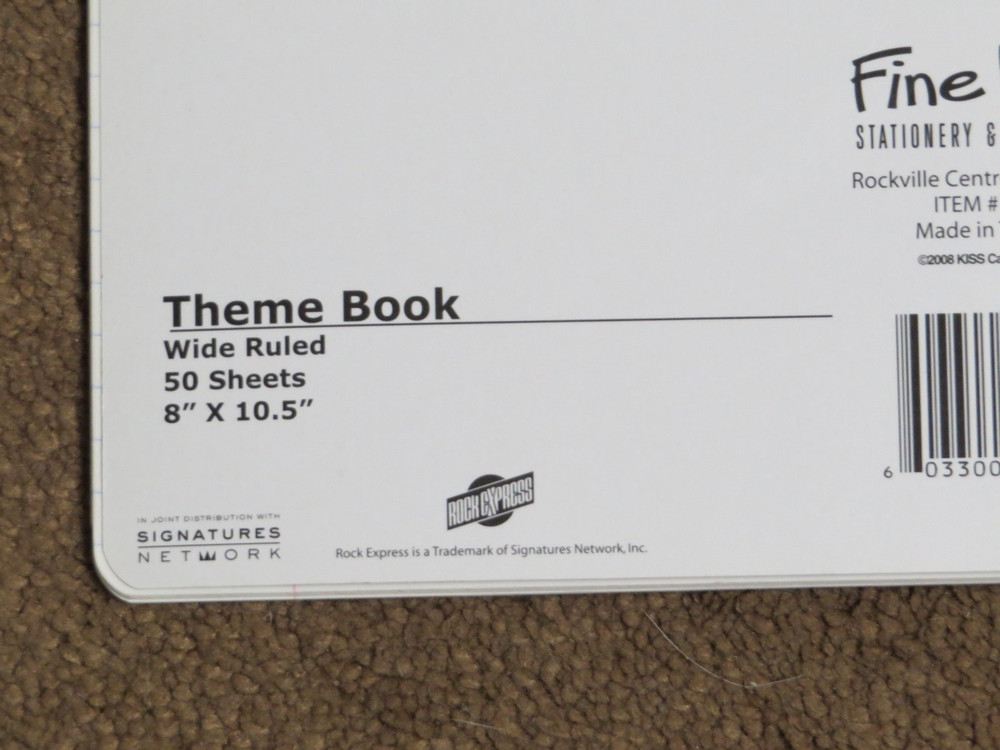 Fine
STATIONERY &
Rockville Centr
ITEM #
Made in
©2008 KISS Ca
Theme Book
Wide Ruled
50 Sheets
8” X 10.5”
6 03300
ROCK EXPRESS
IN JOINT DISTRIBUTION WITH
SIGNATURES
NETWORK
Rock Express is a Trademark of Signatures Network, Inc.